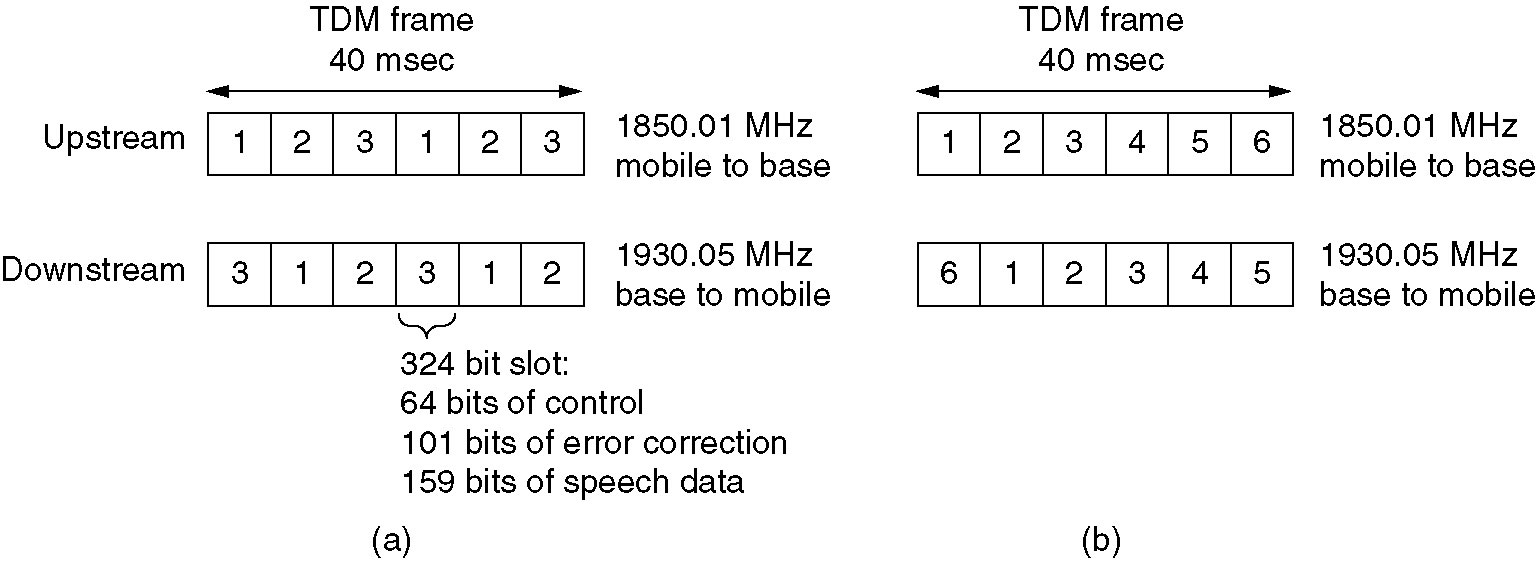 TDM frame
40 msec
Upstream
1 2 3 1 2 3
1850.01 MHz
mobile to base
Downstream
3 1 2 3 1 2
1930.05 MHz
base to mobile
324 bit slot:
64 bits of control
101 bits of error correction
159 bits of speech data
(a)
TDM frame
40 msec
1 2 3 4 5 6
1850.01 MHz
mobile to base
6 1 2 3 4 5
1930.05 MHz
base to mobile
(b)